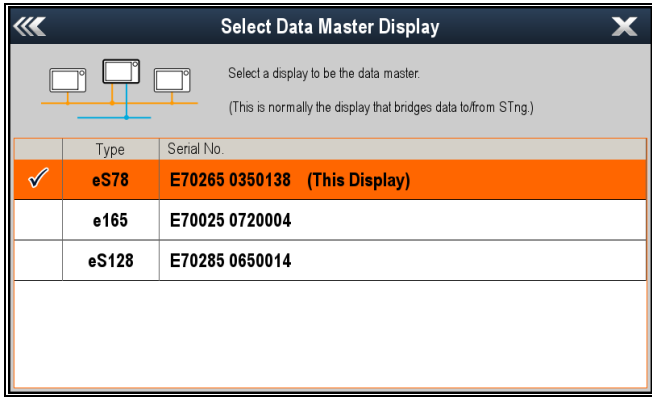 Select Data Master Display
Select a display to be the data master.
(This is normally the display that bridges data to/from STng.)
Type Serial No.
eS78 E70265 0350138 (This Display)
e165 E70025 0720004
eS128 E70285 0650014